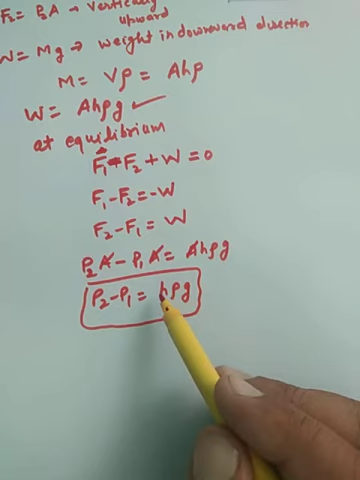 F₂ = P₂A → Vertically upward
W = Mg → weight in downward direction
M = Vρ = Ahρ
W = Ahρg ✓
at equilibrium
F₁ - F₂ + W = 0
F₁ - F₂ = -W
F₂ - F₁ = W
P₂A - P₁A = Ahρg
P₂ - P₁ = hρg